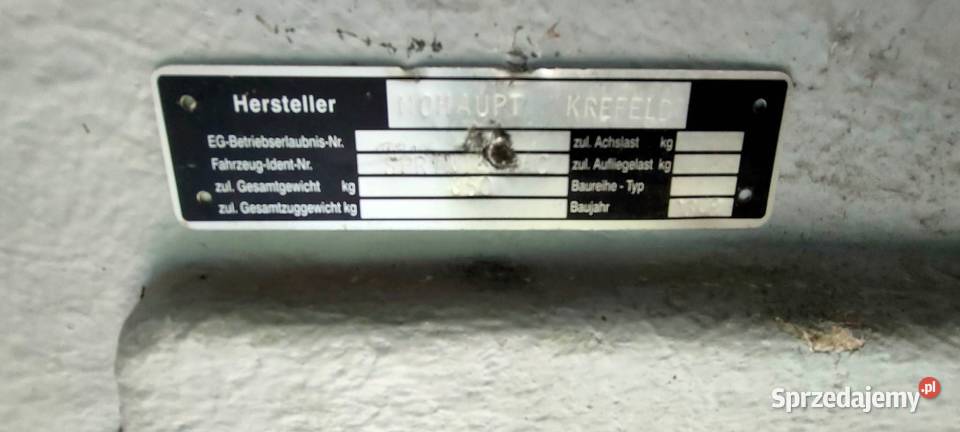 Hersteller MOHAUPT KREFELD
EG-Betriebserlaubnis-Nr. zul. Achslast kg
Fahrzeug-Ident-Nr. zul. Aufliegelast kg
zul. Gesamtgewicht kg Baureihe - Typ
zul. Gesamtzuggewicht kg Baujahr
Sprzedajemy.pl